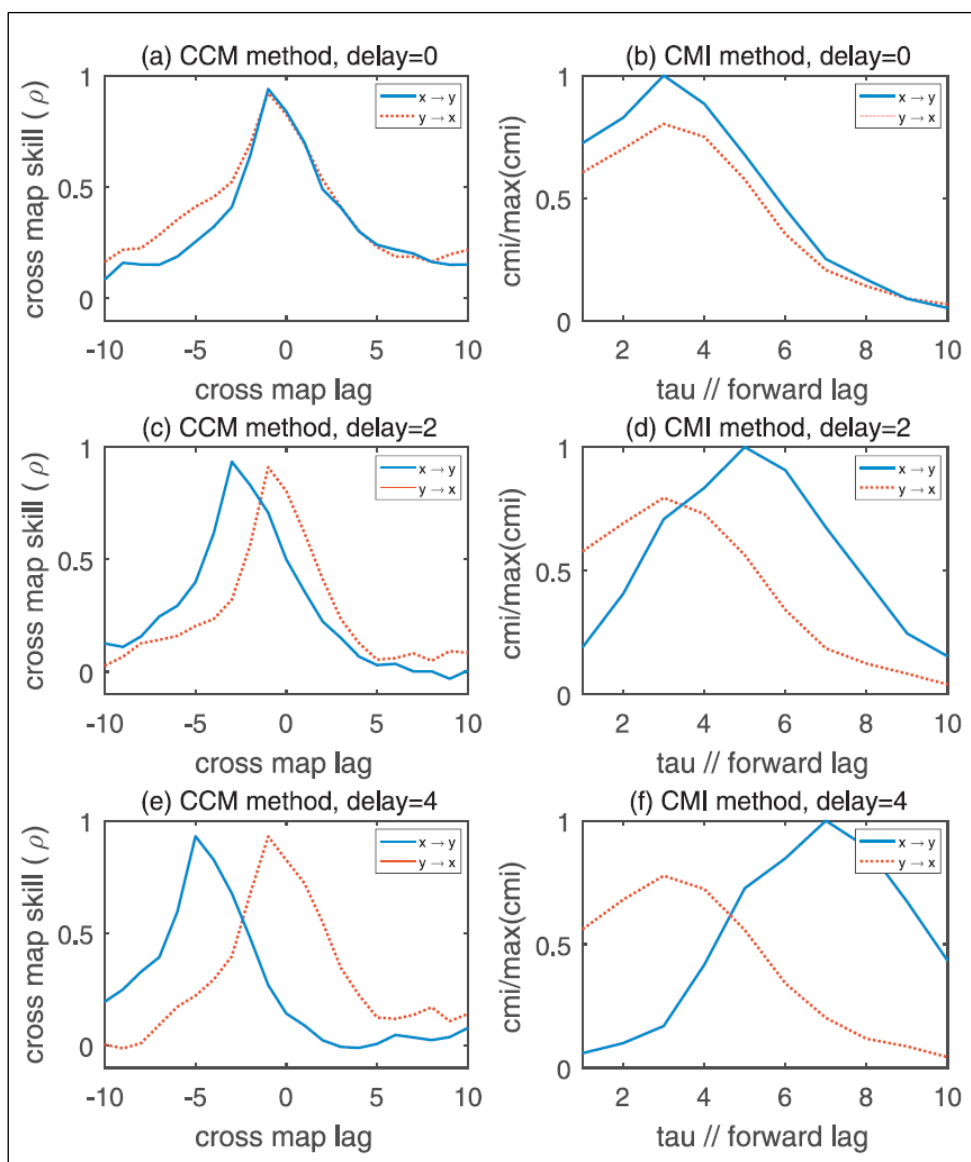 (a) CCM method, delay=0
cross map skill ( ρ )
1
0.5
0
x → y
y → x
-10 -5 0 5 10
cross map lag
(b) CMI method, delay=0
cmi/max(cmi)
1
0.5
0
x → y
y → x
2 4 6 8 10
tau // forward lag
(c) CCM method, delay=2
cross map skill ( ρ )
1
0.5
0
x → y
y → x
-10 -5 0 5 10
cross map lag
(d) CMI method, delay=2
cmi/max(cmi)
1
0.5
0
x → y
y → x
2 4 6 8 10
tau // forward lag
(e) CCM method, delay=4
cross map skill ( ρ )
1
0.5
0
x → y
y → x
-10 -5 0 5 10
cross map lag
(f) CMI method, delay=4
cmi/max(cmi)
1
0.5
0
x → y
y → x
2 4 6 8 10
tau // forward lag